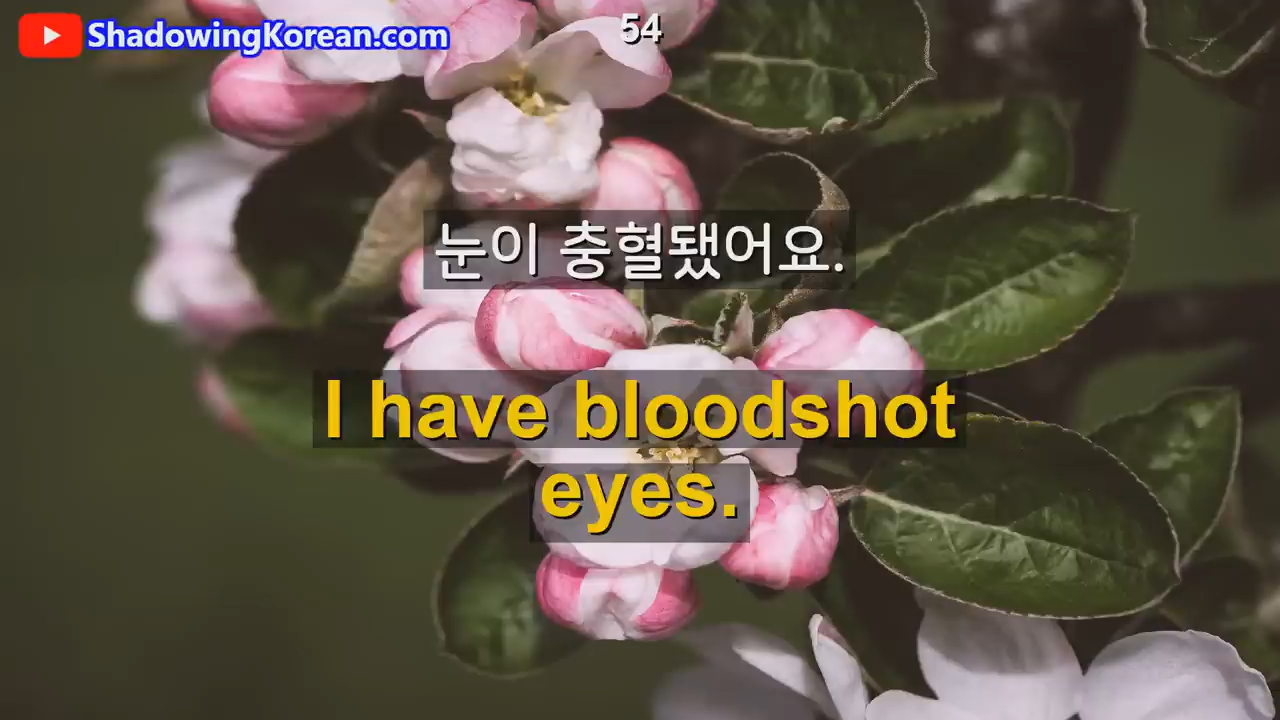 ShadowingKorean.com
54
눈이 충혈됐어요.
I have bloodshot
eyes.